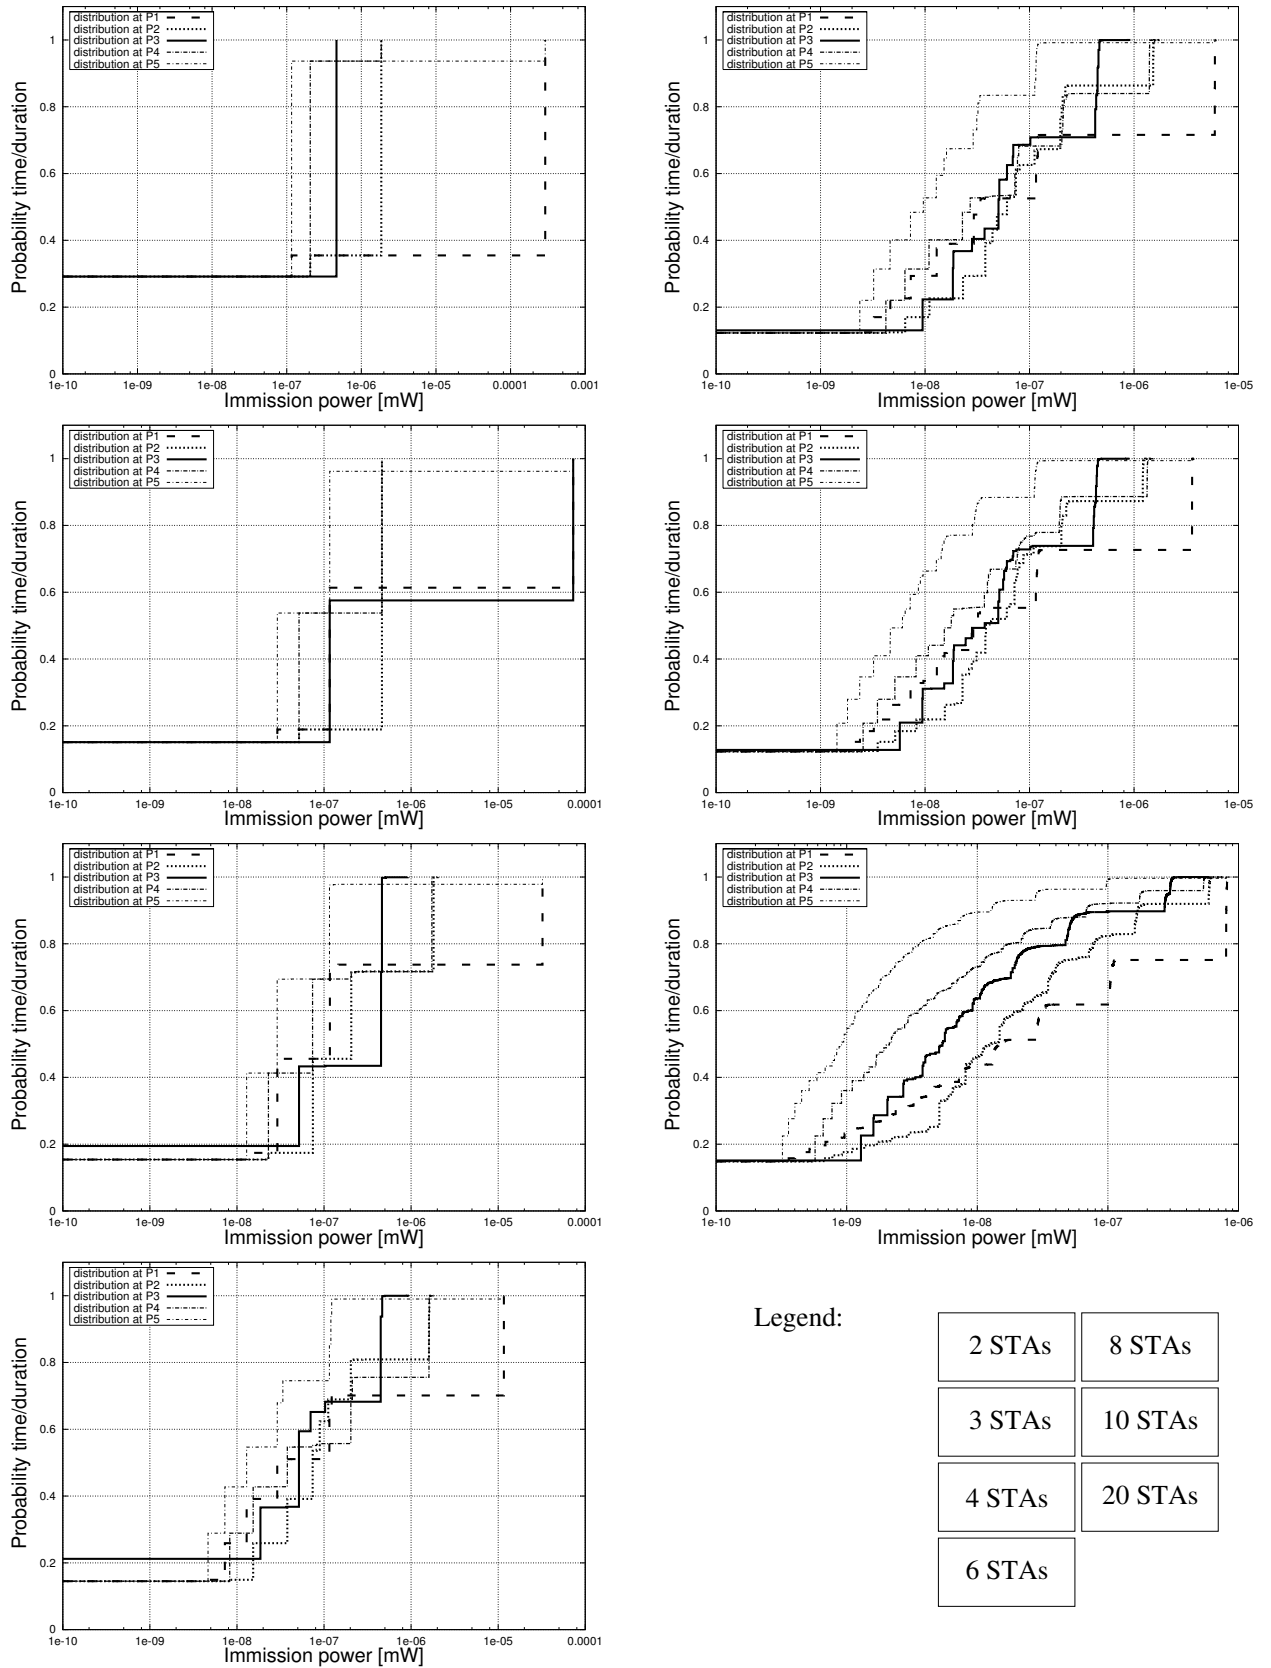 distribution at P1
distribution at P2
distribution at P3
distribution at P4
distribution at P5
1
0.8
0.6
0.4
0.2
0
Probability time/duration
1e-10 1e-09 1e-08 1e-07 1e-06 1e-05 0.0001 0.001
Immission power [mW]
distribution at P1
distribution at P2
distribution at P3
distribution at P4
distribution at P5
1
0.8
0.6
0.4
0.2
0
Probability time/duration
1e-10 1e-09 1e-08 1e-07 1e-06 1e-05
Immission power [mW]
distribution at P1
distribution at P2
distribution at P3
distribution at P4
distribution at P5
1
0.8
0.6
0.4
0.2
0
Probability time/duration
1e-10 1e-09 1e-08 1e-07 1e-06 1e-05 0.0001
Immission power [mW]
distribution at P1
distribution at P2
distribution at P3
distribution at P4
distribution at P5
1
0.8
0.6
0.4
0.2
0
Probability time/duration
1e-10 1e-09 1e-08 1e-07 1e-06 1e-05
Immission power [mW]
distribution at P1
distribution at P2
distribution at P3
distribution at P4
distribution at P5
1
0.8
0.6
0.4
0.2
0
Probability time/duration
1e-10 1e-09 1e-08 1e-07 1e-06 1e-05 0.0001
Immission power [mW]
distribution at P1
distribution at P2
distribution at P3
distribution at P4
distribution at P5
1
0.8
0.6
0.4
0.2
0
Probability time/duration
1e-10 1e-09 1e-08 1e-07 1e-06
Immission power [mW]
distribution at P1
distribution at P2
distribution at P3
distribution at P4
distribution at P5
1
0.8
0.6
0.4
0.2
0
Probability time/duration
1e-10 1e-09 1e-08 1e-07 1e-06 1e-05 0.0001
Immission power [mW]
Legend:
2 STAs 8 STAs
3 STAs 10 STAs
4 STAs 20 STAs
6 STAs